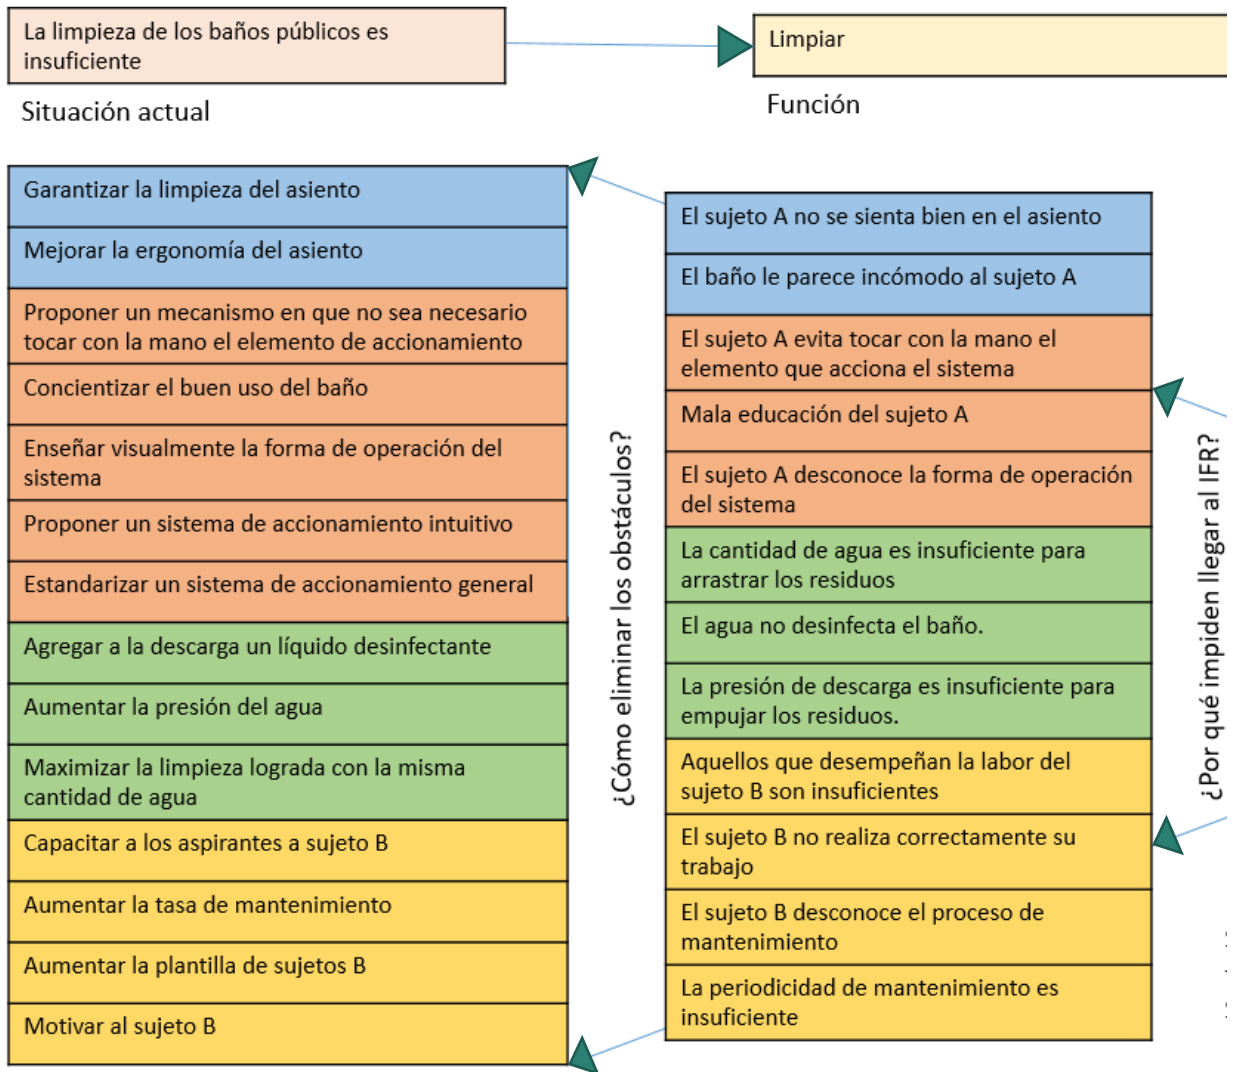 La limpieza de los baños públicos es
insuficiente
Limpiar
Situación actual
Función
Garantizar la limpieza del asiento
Mejorar la ergonomía del asiento
Proponer un mecanismo en que no sea necesario
tocar con la mano el elemento de accionamiento
Concientizar el buen uso del baño
Enseñar visualmente la forma de operación del
sistema
Proponer un sistema de accionamiento intuitivo
Estandarizar un sistema de accionamiento general
Agregar a la descarga un líquido desinfectante
Aumentar la presión del agua
Maximizar la limpieza lograda con la misma
cantidad de agua
Capacitar a los aspirantes a sujeto B
Aumentar la tasa de mantenimiento
Aumentar la plantilla de sujetos B
Motivar al sujeto B
¿Cómo eliminar los obstáculos?
El sujeto A no se sienta bien en el asiento
El baño le parece incómodo al sujeto A
El sujeto A evita tocar con la mano el
elemento que acciona el sistema
Mala educación del sujeto A
El sujeto A desconoce la forma de operación
del sistema
La cantidad de agua es insuficiente para
arrastrar los residuos
El agua no desinfecta el baño.
La presión de descarga es insuficiente para
empujar los residuos.
Aquellos que desempeñan la labor del
sujeto B son insuficientes
El sujeto B no realiza correctamente su
trabajo
El sujeto B desconoce el proceso de
mantenimiento
La periodicidad de mantenimiento es
insuficiente
¿Por qué impiden llegar al IFR?